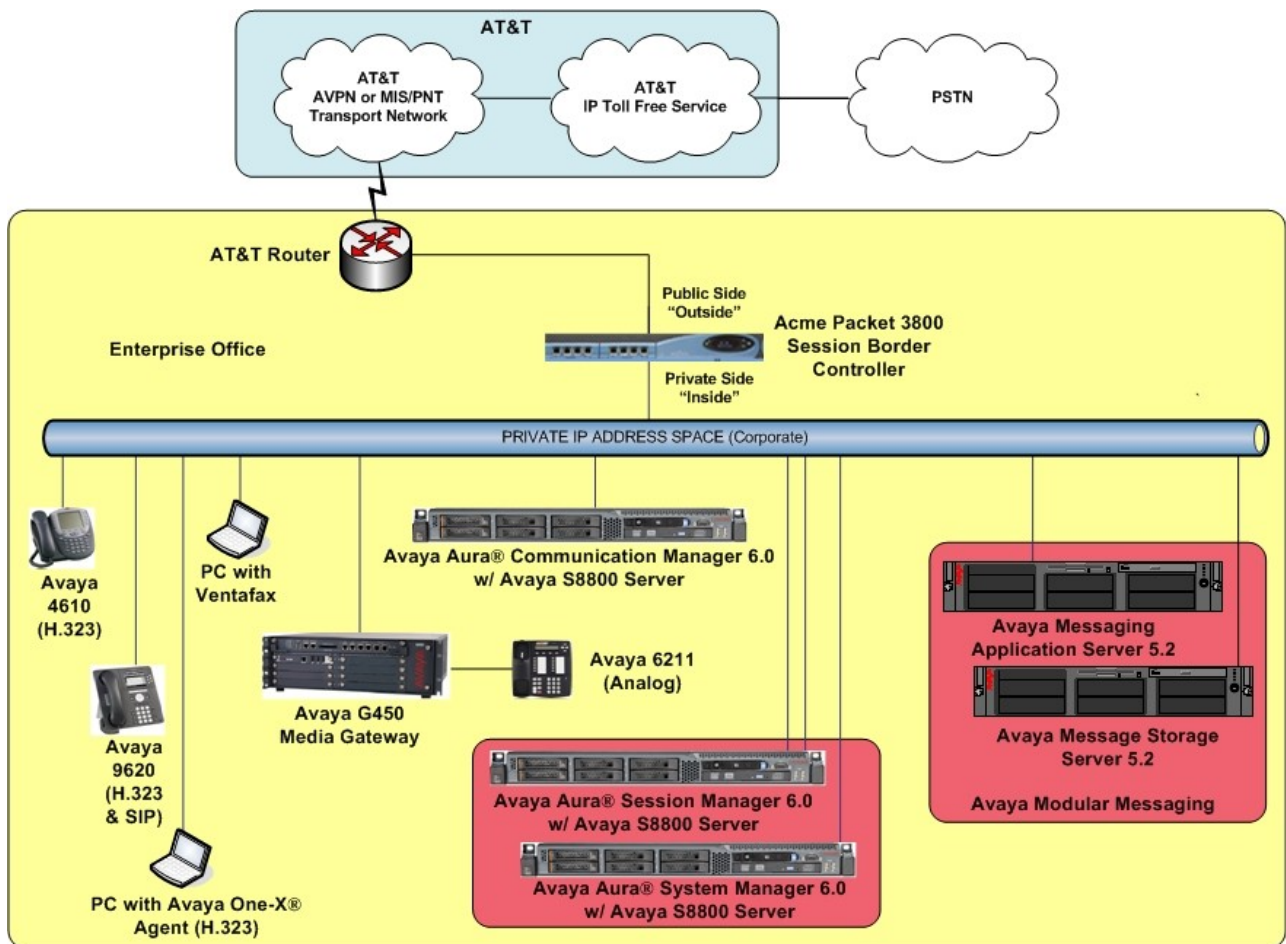 AT&T
AT&T
AVPN or MIS/PNT
Transport Network
AT&T
IP Toll Free Service
PSTN
AT&T Router
Public Side
“Outside”
Acme Packet 3800
Session Border
Controller
Enterprise Office
Private Side
“Inside”
PRIVATE IP ADDRESS SPACE (Corporate)
Avaya
4610
(H.323)
PC with
Ventafax
Avaya Aura® Communication Manager 6.0
w/ Avaya S8800 Server
Avaya
9620
(H.323
& SIP)
Avaya G450
Media Gateway
Avaya 6211
(Analog)
PC with Avaya One-X®
Agent (H.323)
Avaya Aura® Session Manager 6.0
w/ Avaya S8800 Server
Avaya Aura® System Manager 6.0
w/ Avaya S8800 Server
Avaya Messaging
Application Server 5.2
Avaya Message Storage
Server 5.2
Avaya Modular Messaging